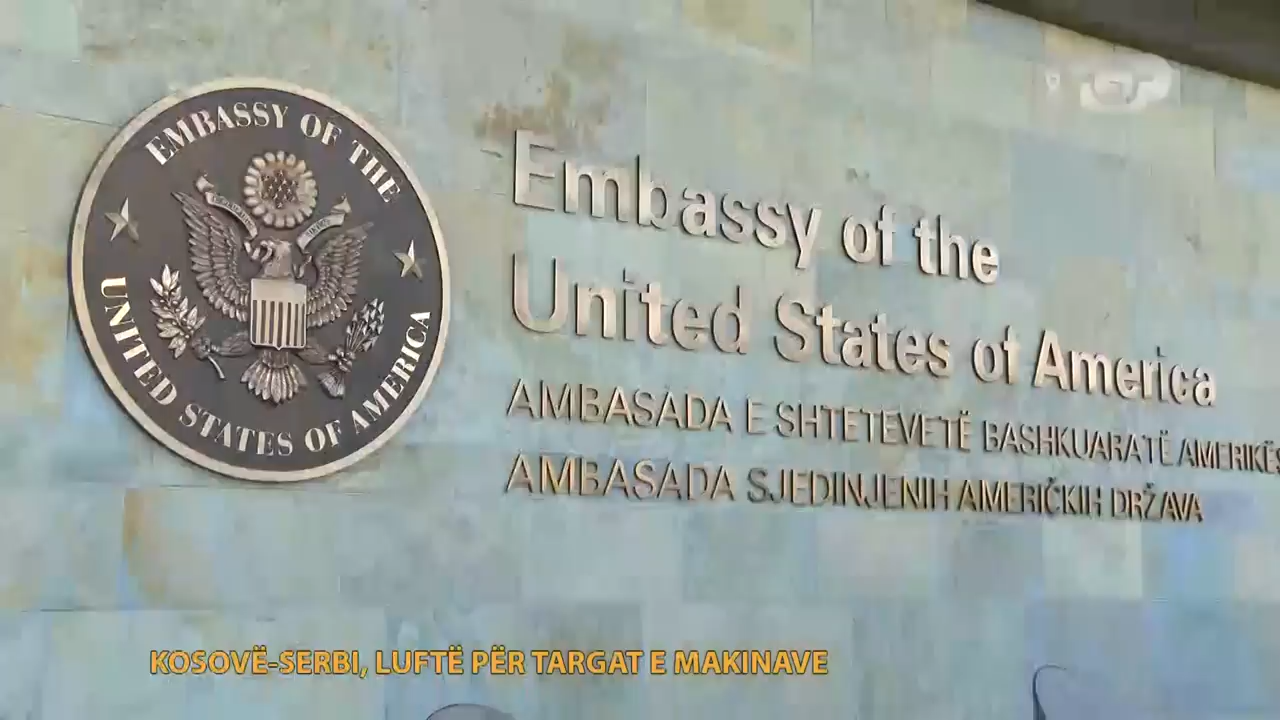 EMBASSY OF THE
UNITED STATES OF AMERICA
Embassy of the
United States of America
AMBASADA E SHTETEVETË BASHKUARATË AMERIKËS
AMBASADA SJEDINJENIH AMERIČKIH DRŽAVA
KOSOVË-SERBI, LUFTË PËR TARGAT E MAKINAVE